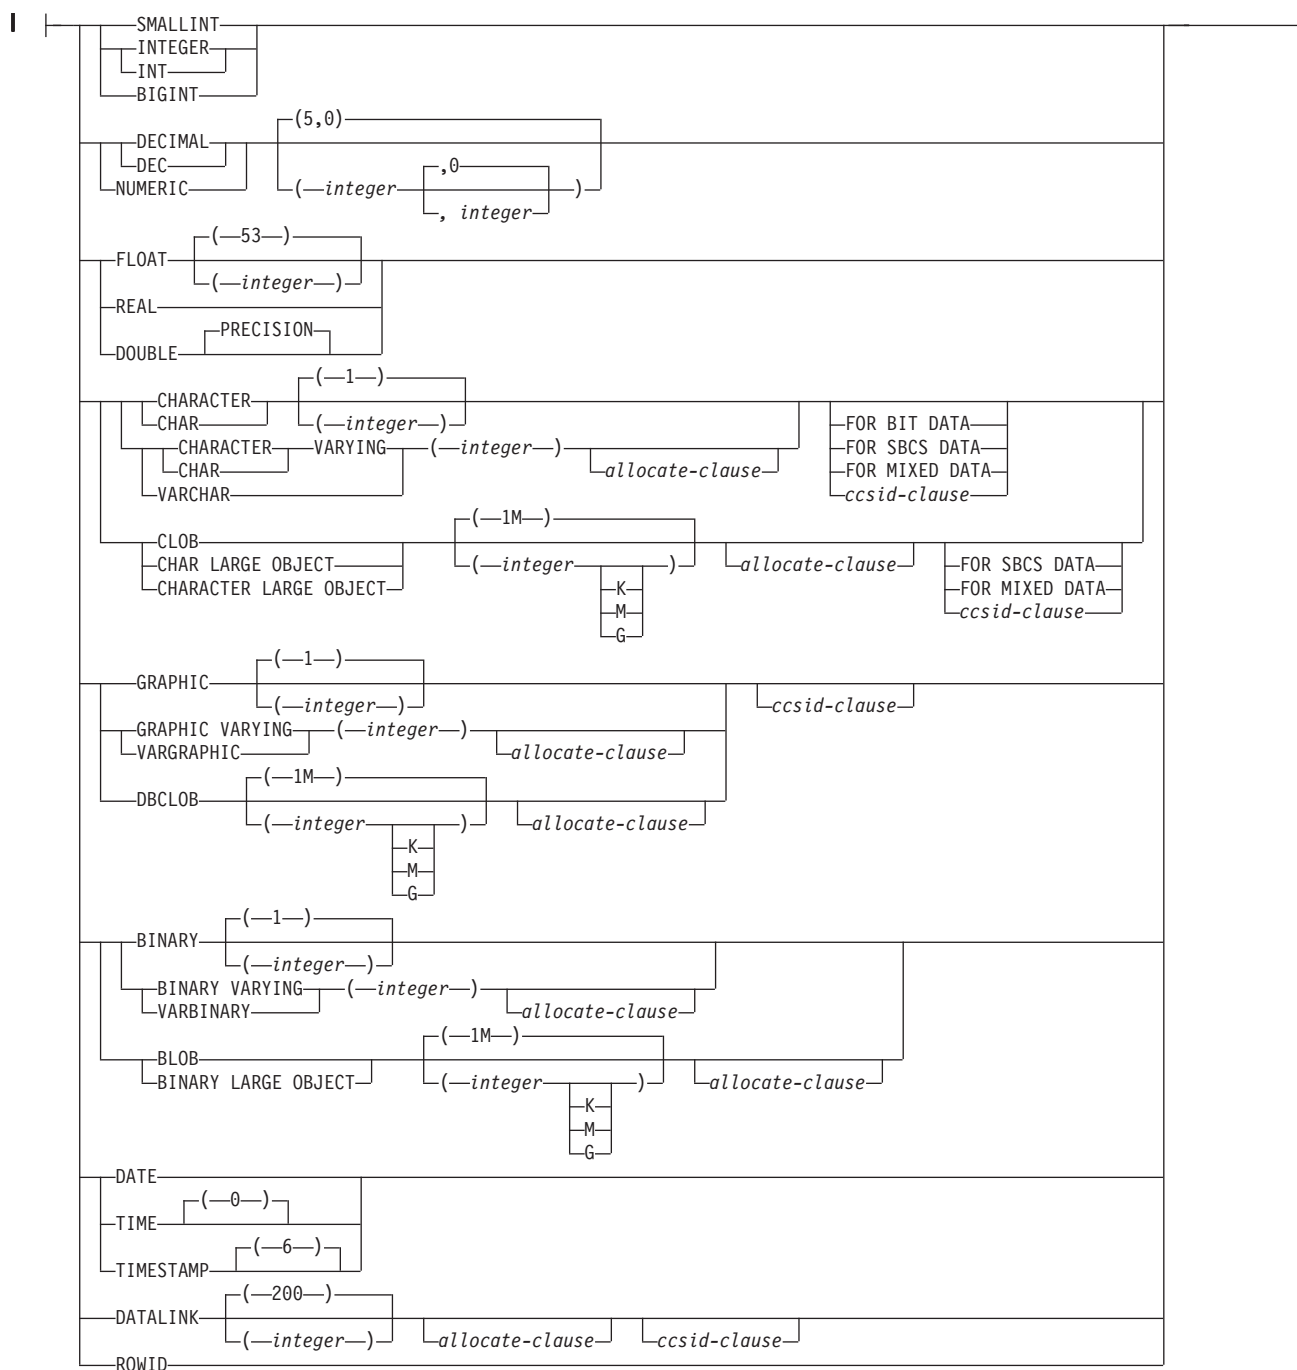 SMALLINT
INTEGER
INT
BIGINT
(5,0)
DECIMAL
DEC ,0
NUMERIC ( integer )
, integer
( 53 )
FLOAT
( integer )
REAL
PRECISION
DOUBLE
( 1 )
CHARACTER
CHAR ( integer ) FOR BIT DATA
CHARACTER VARYING ( integer ) FOR SBCS DATA
CHAR allocate-clause FOR MIXED DATA
VARCHAR ccsid-clause
( 1M )
CLOB
CHAR LARGE OBJECT ( integer ) allocate-clause FOR SBCS DATA
CHARACTER LARGE OBJECT K FOR MIXED DATA
M ccsid-clause
G
( 1 )
GRAPHIC
( integer ) ccsid-clause
GRAPHIC VARYING ( integer )
VARGRAPHIC allocate-clause
( 1M )
DBCLOB
( integer ) allocate-clause
K
M
G
( 1 )
BINARY
( integer )
BINARY VARYING ( integer )
VARBINARY allocate-clause
( 1M )
BLOB
BINARY LARGE OBJECT ( integer ) allocate-clause
K
M
G
DATE
( 0 )
TIME
( 6 )
TIMESTAMP
( 200 )
DATALINK
( integer ) allocate-clause ccsid-clause
ROWID